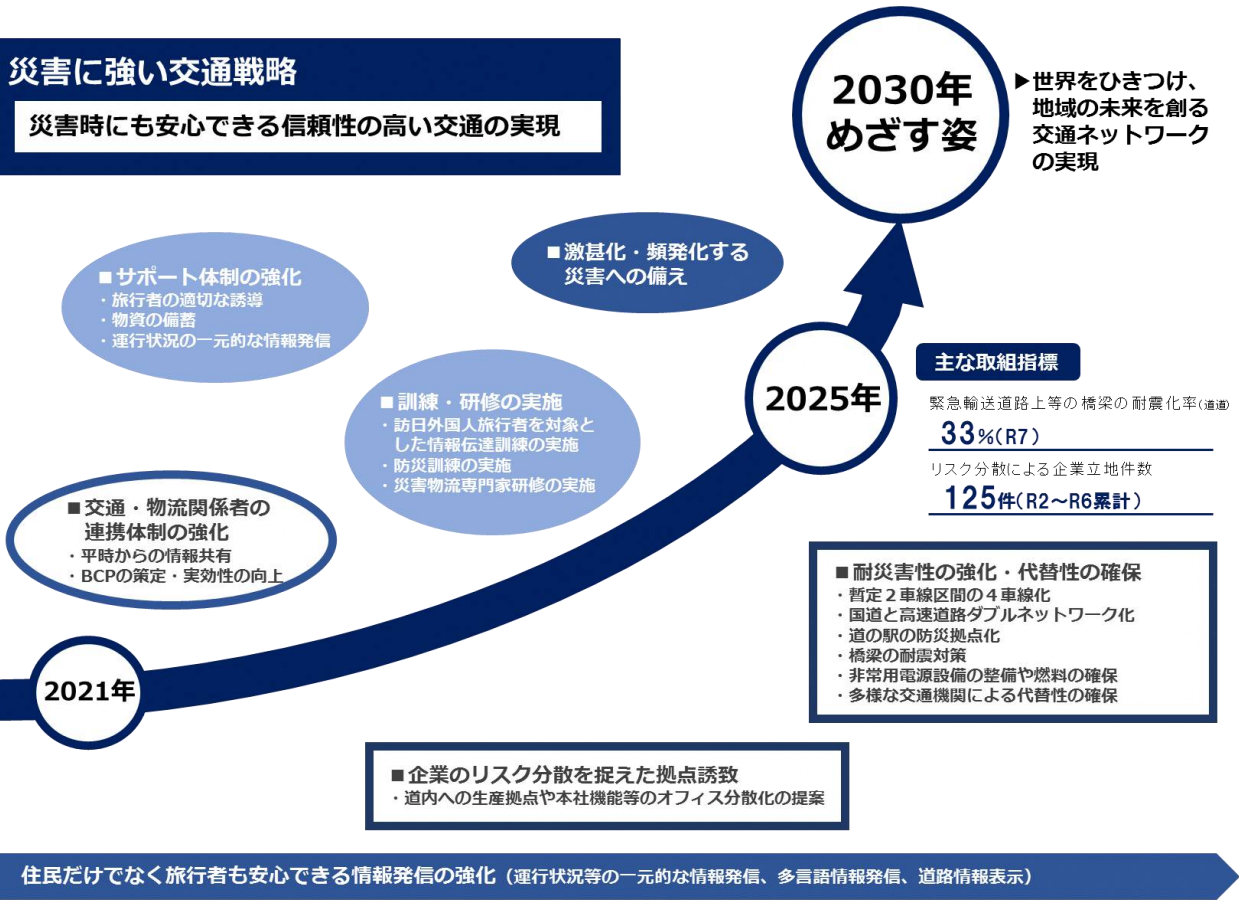 災害に強い交通戦略
災害時にも安心できる信頼性の高い交通の実現
2030年
めざす姿
▶世界をひきつけ、
地域の未来を創る
交通ネットワーク
の実現
■激甚化・頻発化する
災害への備え
■サポート体制の強化
・旅行者の適切な誘導
・物資の備蓄
・運行状況の一元的な情報発信
■訓練・研修の実施
・訪日外国人旅行者を対象と
した情報伝達訓練の実施
・防災訓練の実施
・災害物流専門家研修の実施
2025年
主な取組指標
緊急輸送道路上等の橋梁の耐震化率(道道)
33%(R7)
リスク分散による企業立地件数
125件(R2～R6累計)
■交通・物流関係者の
連携体制の強化
・平時からの情報共有
・BCPの策定・実効性の向上
■耐災害性の強化・代替性の確保
・暫定２車線区間の４車線化
・国道と高速道路ダブルネットワーク化
・道の駅の防災拠点化
・橋梁の耐震対策
・非常用電源設備の整備や燃料の確保
・多様な交通機関による代替性の確保
2021年
■企業のリスク分散を捉えた拠点誘致
・道内への生産拠点や本社機能等のオフィス分散化の提案
住民だけでなく旅行者も安心できる情報発信の強化（運行状況等の一元的な情報発信、多言語情報発信、道路情報表示）